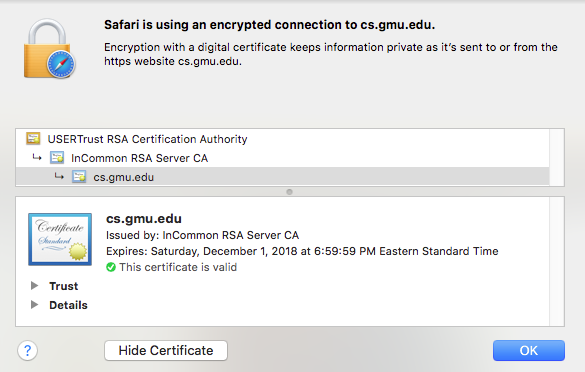 Safari is using an encrypted connection to cs.gmu.edu.
Encryption with a digital certificate keeps information private as it's sent to or from the
https website cs.gmu.edu.
USERTrust RSA Certification Authority
InCommon RSA Server CA
cs.gmu.edu
Certificate
Standard
cs.gmu.edu
Issued by: InCommon RSA Server CA
Expires: Saturday, December 1, 2018 at 6:59:59 PM Eastern Standard Time
This certificate is valid
Trust
Details
?
Hide Certificate
OK